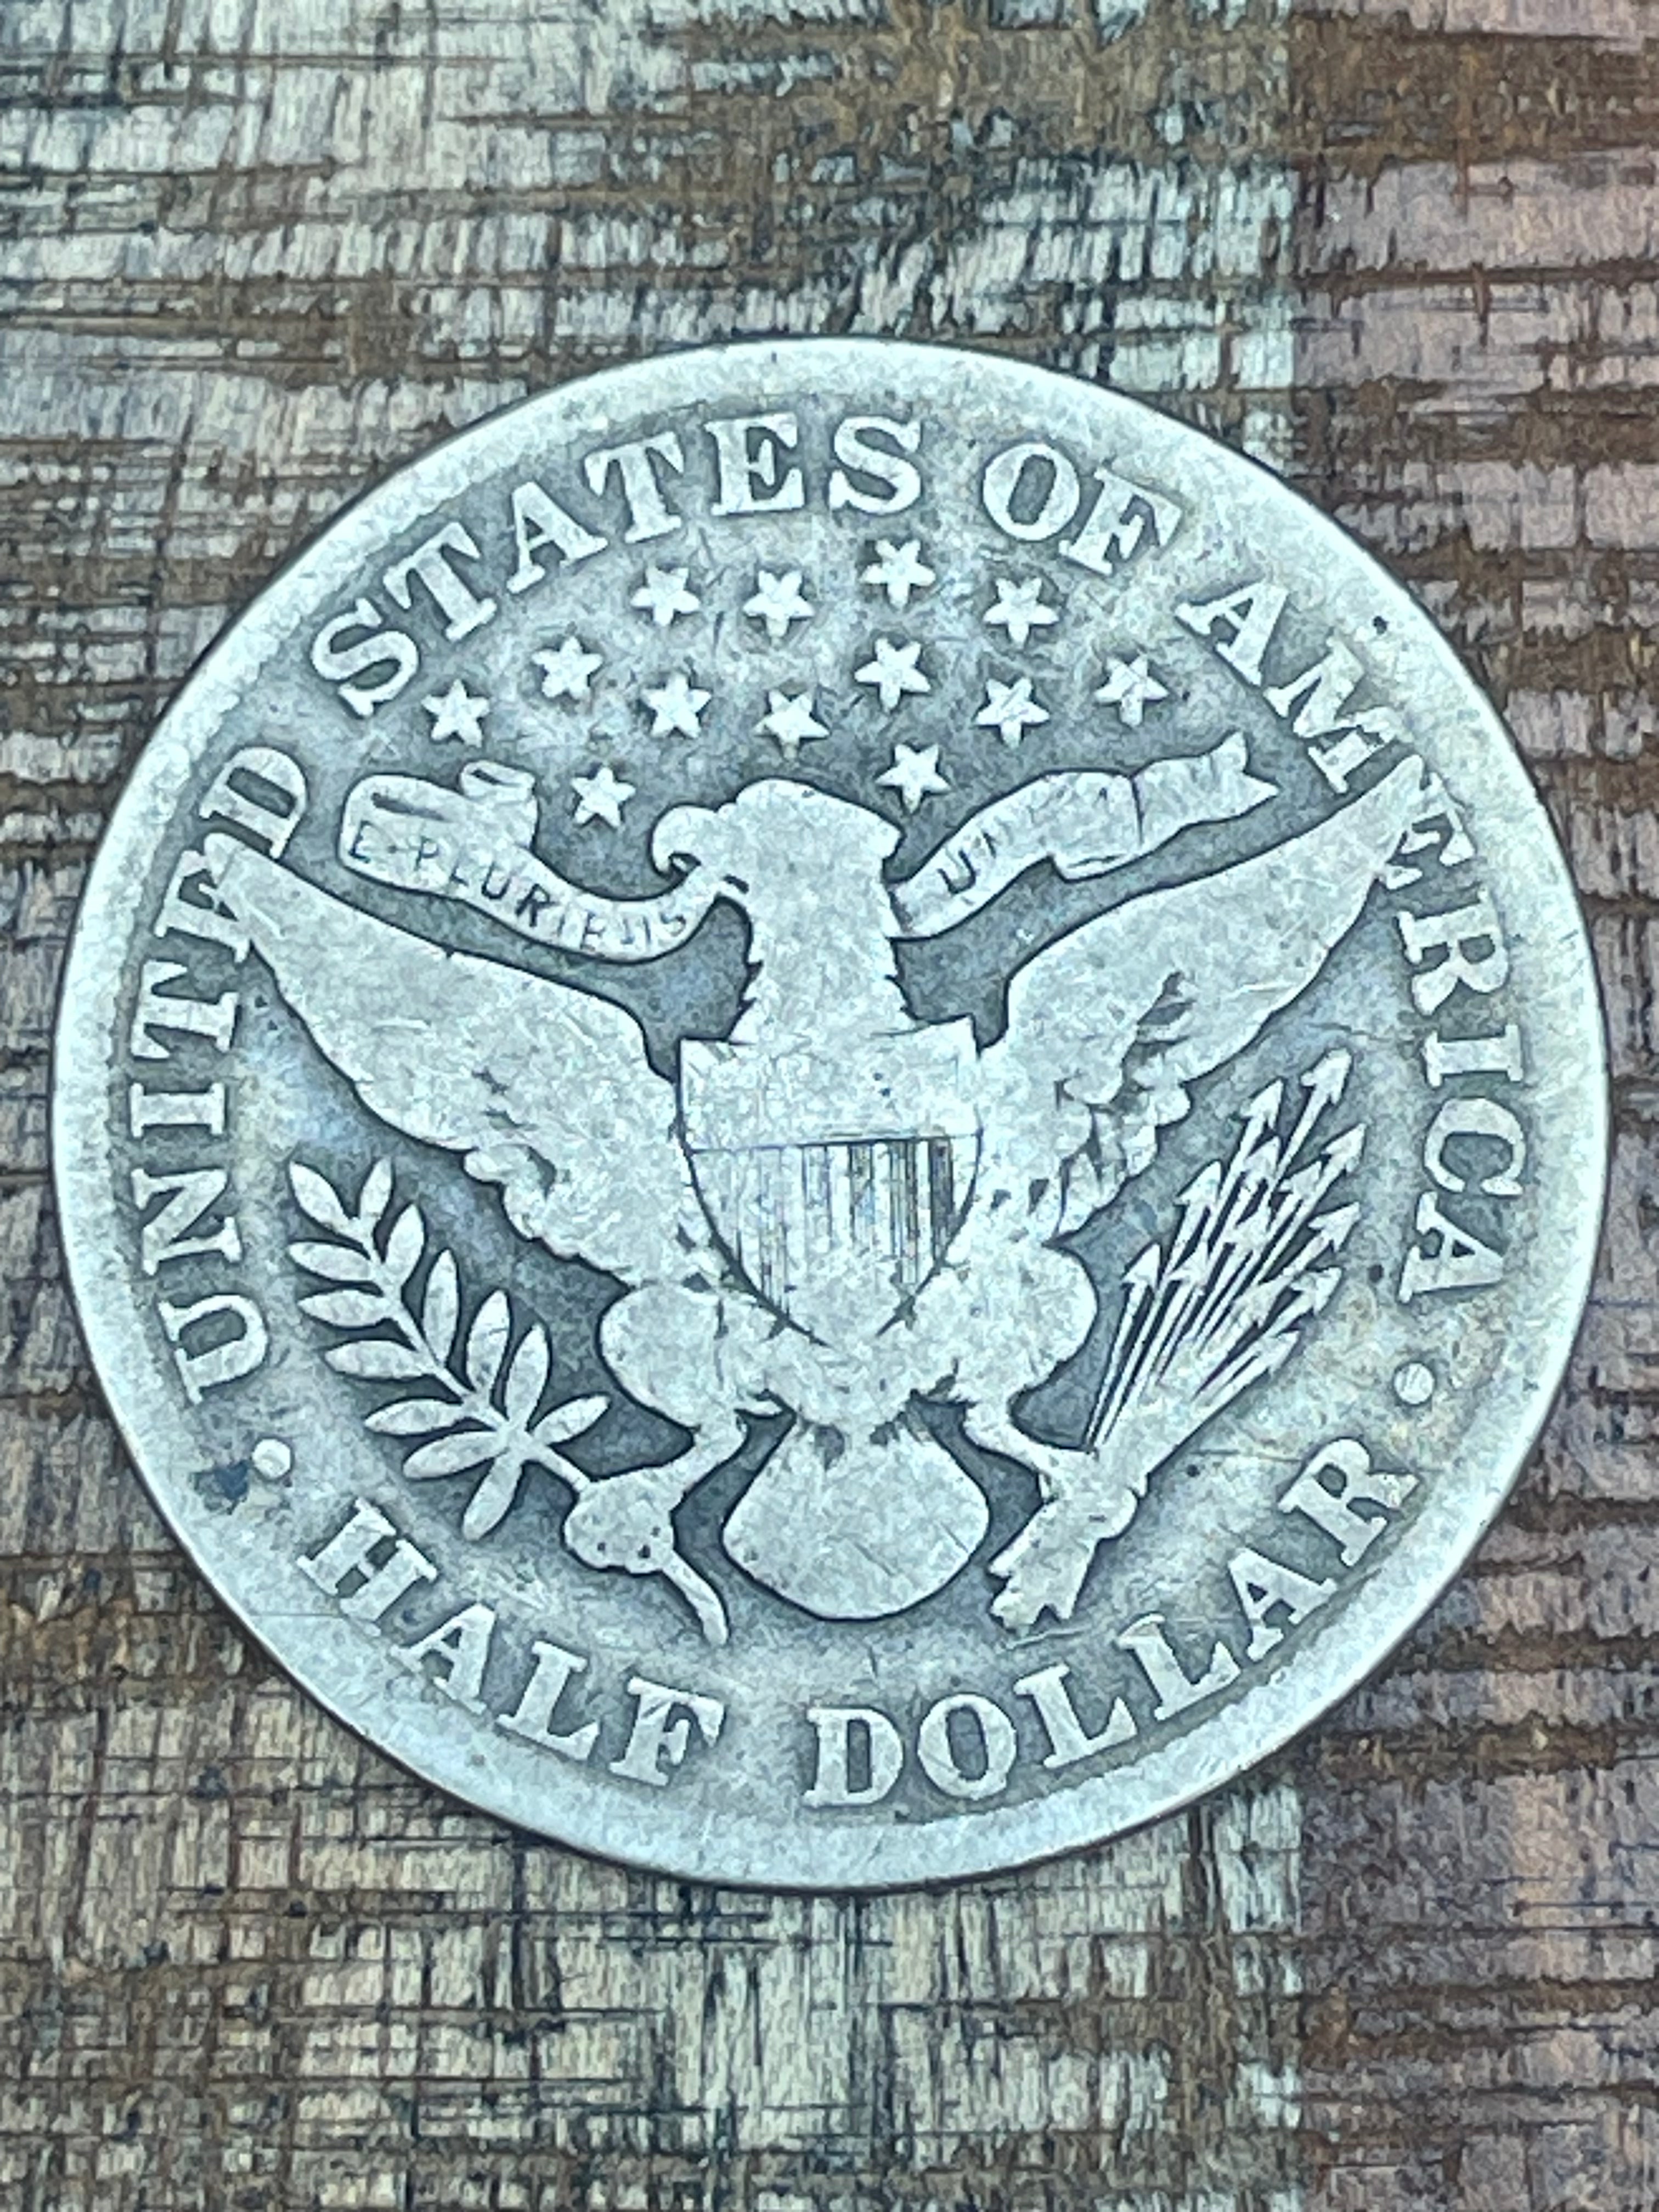 UNITED STATES OF AMERICA
E·PLURIBUS
HALF DOLLAR